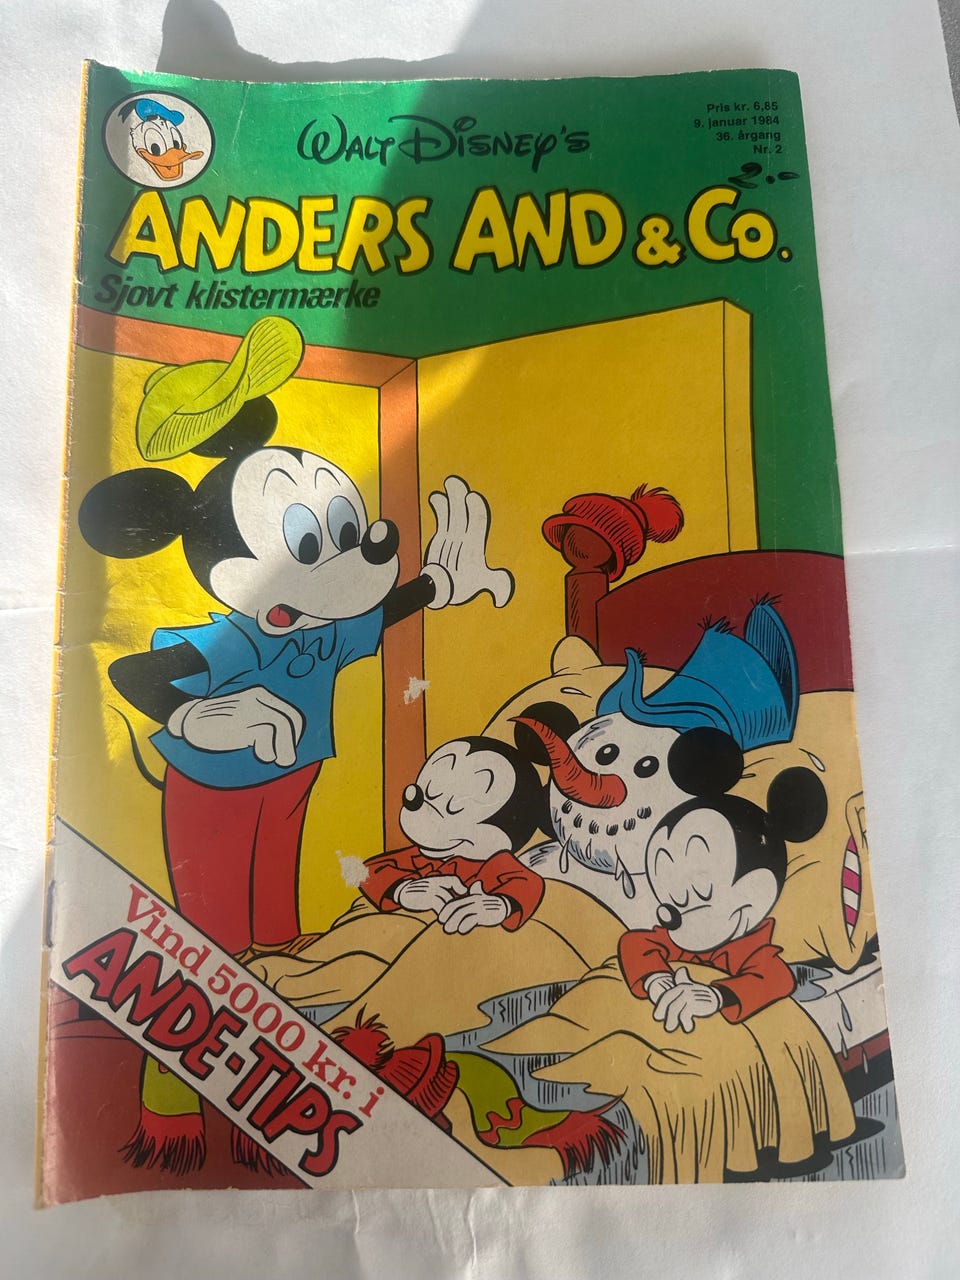 Pris kr. 6,85
9. januar 1984
36. årgang
Nr. 2
2.-
WALT DISNEY'S
ANDERS AND & Co.
Sjovt klistermærke
Vind 5000 kr. i
ANDE-TIPS